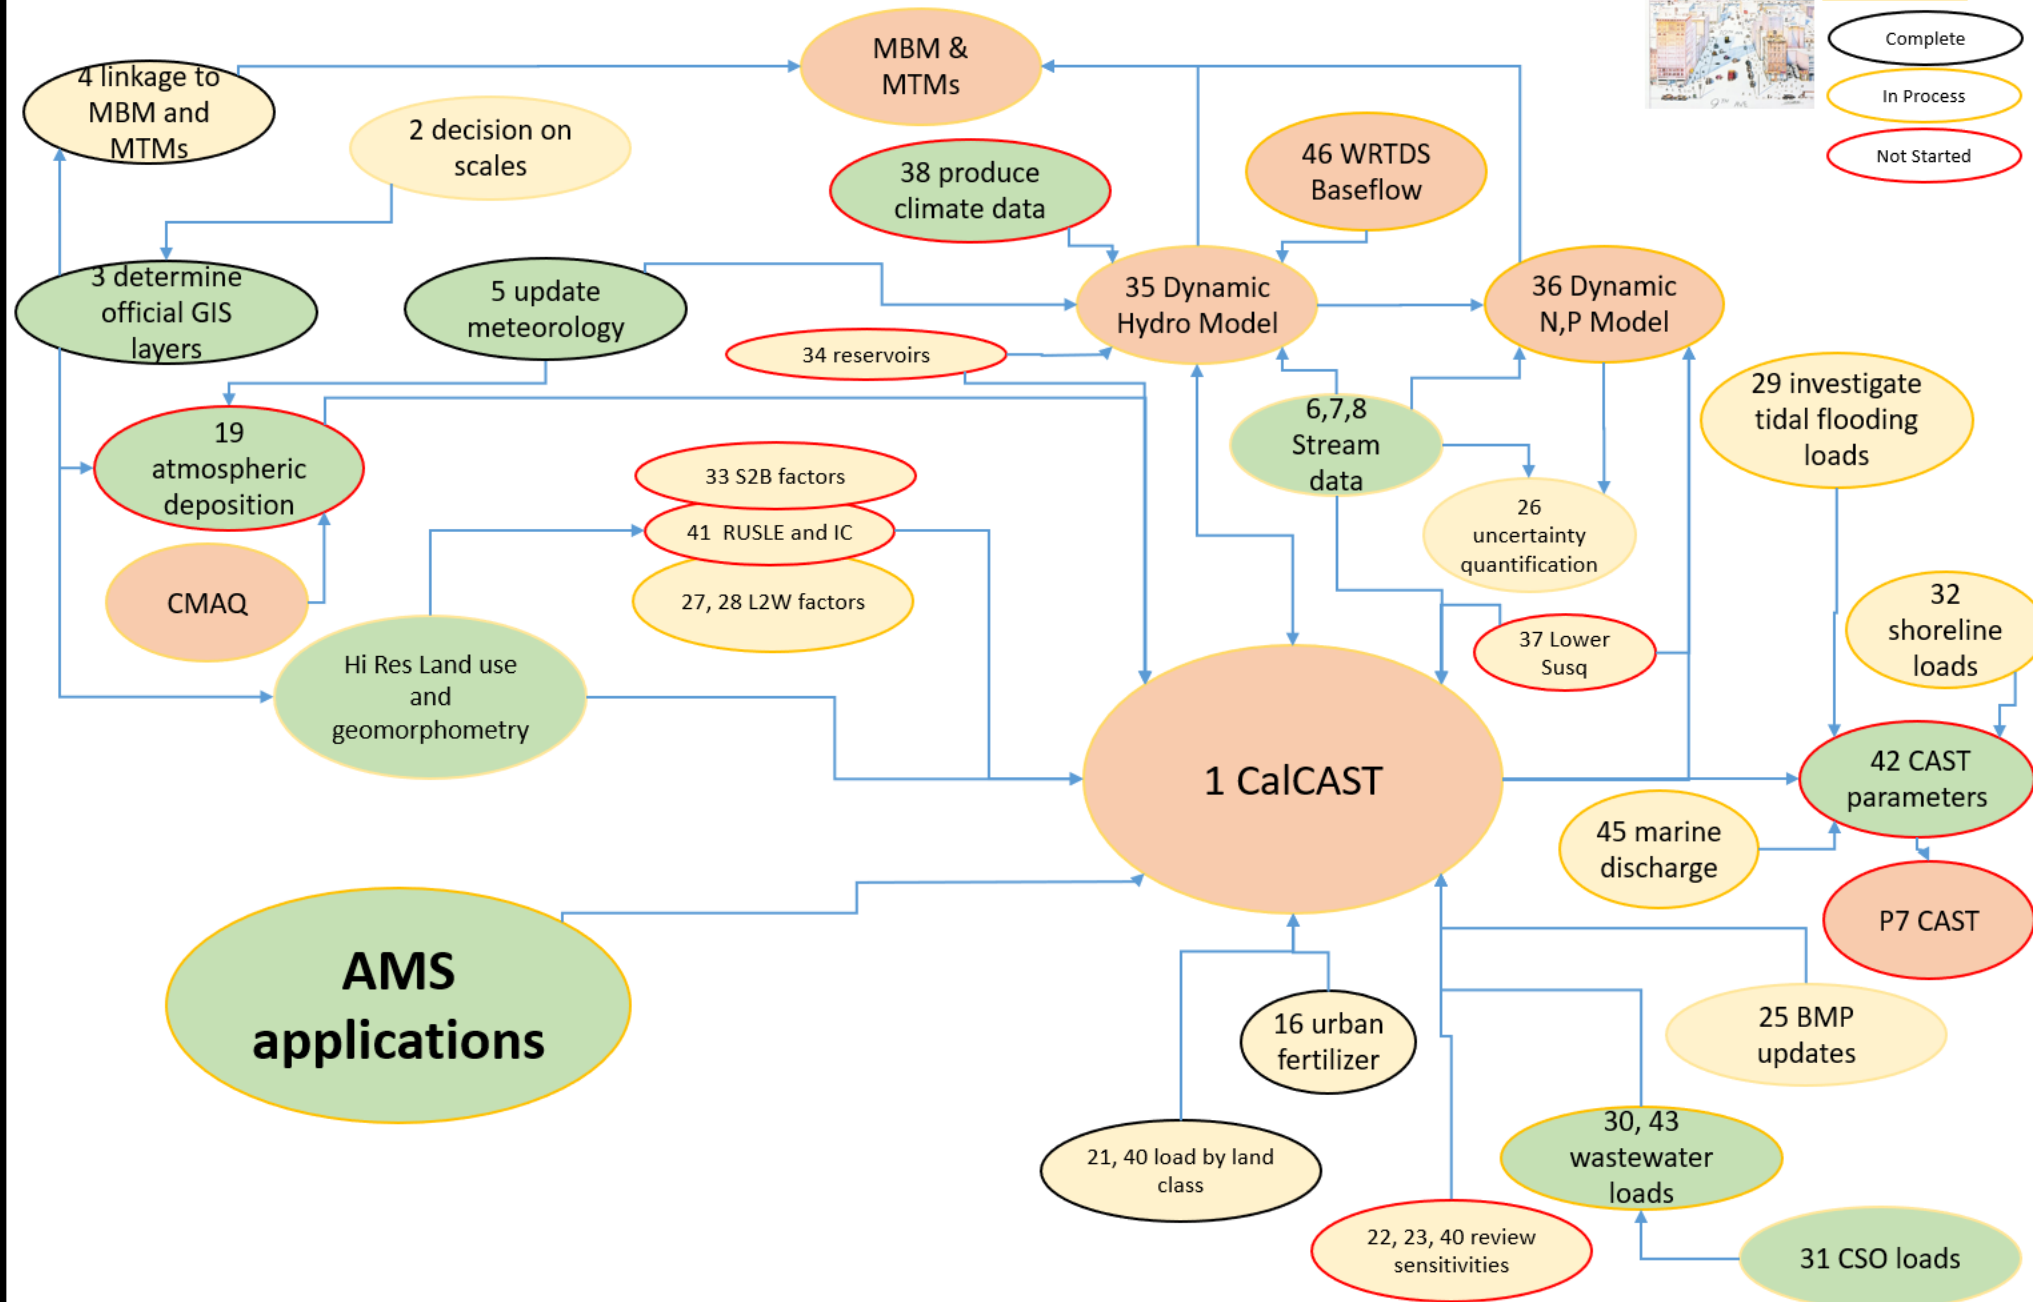 MBM &
MTMs
Complete
4 linkage to
MBM and
MTMs
In Process
9TH AVE
2 decision on
scales
46 WRTDS
Baseflow
Not Started
38 produce
climate data
3 determine
official GIS
layers
5 update
meteorology
35 Dynamic
Hydro Model
36 Dynamic
N,P Model
34 reservoirs
29 investigate
tidal flooding
loads
6,7,8
Stream
data
19
atmospheric
deposition
33 S2B factors
41 RUSLE and IC
27, 28 L2W factors
26
uncertainty
quantification
CMAQ
32
shoreline
loads
37 Lower
Susq
Hi Res Land use
and
geomorphometry
1 CalCAST
42 CAST
parameters
45 marine
discharge
P7 CAST
AMS
applications
16 urban
fertilizer
25 BMP
updates
21, 40 load by land
class
30, 43
wastewater
loads
22, 23, 40 review
sensitivities
31 CSO loads